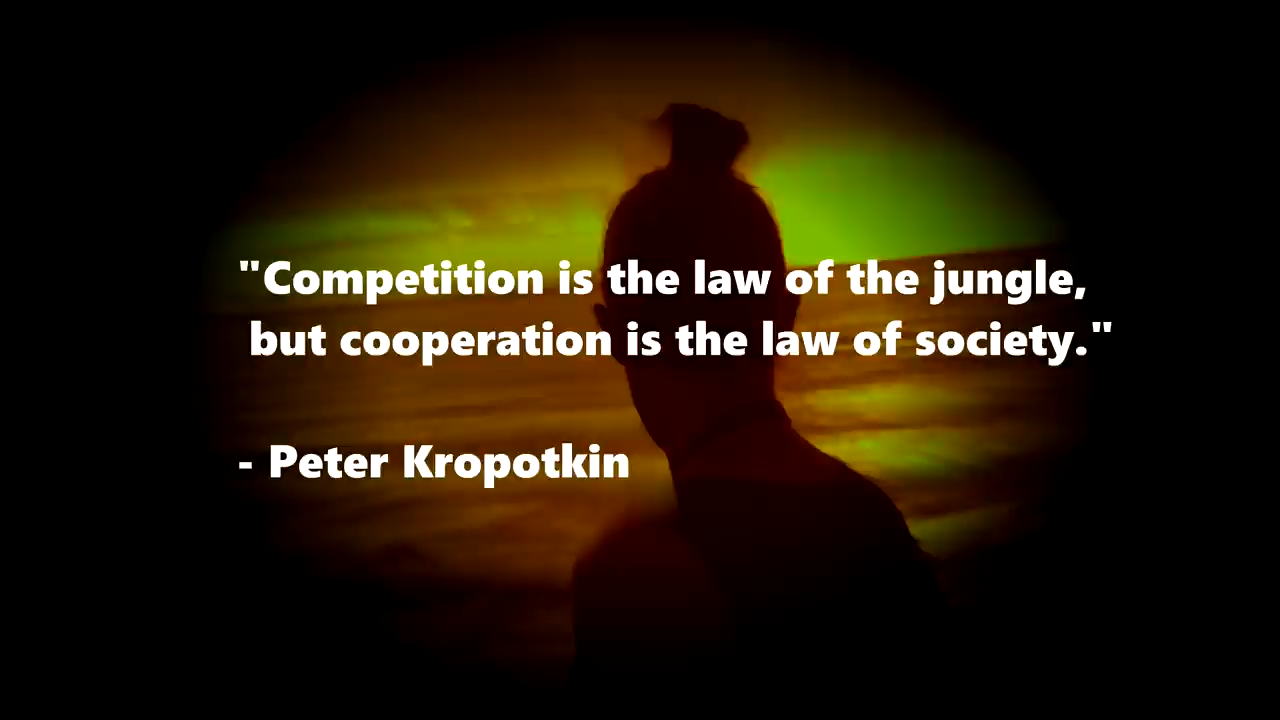 "Competition is the law of the jungle,
but cooperation is the law of society."
- Peter Kropotkin